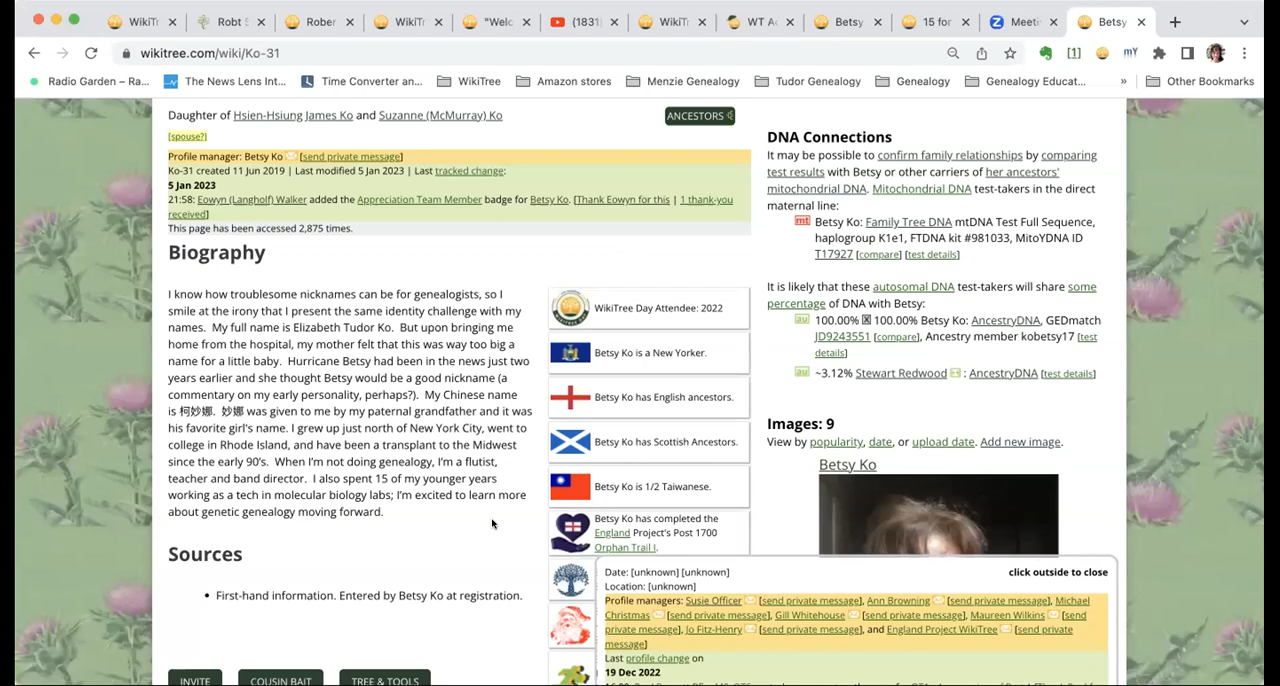 WikiTr
Robt S
Rober
WikiTr
"Welc
(1831)
WikiTr
WT Ac
Betsy
15 for
Meeti
Betsy
wikitree.com/wiki/Ko-31
[1]
mY
Radio Garden – Ra...
The News Lens Int...
Time Converter an...
WikiTree
Amazon stores
Menzie Genealogy
Tudor Genealogy
Genealogy
Genealogy Educat...
»
Other Bookmarks
Daughter of Hsien-Hsiung James Ko and Suzanne (McMurray) Ko
ANCESTORS
[spouse?]
Profile manager: Betsy Ko [send private message]
Ko-31 created 11 Jun 2019 | Last modified 5 Jan 2023 | Last tracked change:
5 Jan 2023
21:58: Eowyn (Langholf) Walker added the Appreciation Team Member badge for Betsy Ko. [Thank Eowyn for this | 1 thank-you
received]
This page has been accessed 2,875 times.
Biography
I know how troublesome nicknames can be for genealogists, so I
smile at the irony that I present the same identity challenge with my
names. My full name is Elizabeth Tudor Ko. But upon bringing me
home from the hospital, my mother felt that this was way too big a
name for a little baby. Hurricane Betsy had been in the news just two
years earlier and she thought Betsy would be a good nickname (a
commentary on my early personality, perhaps?). My Chinese name
is 柯妙娜. 妙娜 was given to me by my paternal grandfather and it was
his favorite girl's name. I grew up just north of New York City, went to
college in Rhode Island, and have been a transplant to the Midwest
since the early 90's. When I'm not doing genealogy, I'm a flutist,
teacher and band director. I also spent 15 of my younger years
working as a tech in molecular biology labs; I'm excited to learn more
about genetic genealogy moving forward.
Sources
• First-hand information. Entered by Betsy Ko at registration.
INVITE
COUSIN BAIT
TREE & TOOLS
WikiTree Day Attendee: 2022
Betsy Ko is a New Yorker.
Betsy Ko has English ancestors.
Betsy Ko has Scottish Ancestors.
Betsy Ko is 1/2 Taiwanese.
Betsy Ko has completed the
England Project's Post 1700
Orphan Trail I.
DNA Connections
It may be possible to confirm family relationships by comparing
test results with Betsy or other carriers of her ancestors'
mitochondrial DNA. Mitochondrial DNA test-takers in the direct
maternal line:
mt Betsy Ko: Family Tree DNA mtDNA Test Full Sequence,
haplogroup K1e1, FTDNA kit #981033, MitoYDNA ID
T17927 [compare] [test details]
It is likely that these autosomal DNA test-takers will share some
percentage of DNA with Betsy:
au 100.00% 100.00% Betsy Ko: AncestryDNA, GEDmatch
JD9243551 [compare], Ancestry member kobetsy17 [test
details]
au ~3.12% Stewart Redwood : AncestryDNA [test details]
Images: 9
View by popularity, date, or upload date. Add new image.
Betsy Ko
Date: [unknown] [unknown]
click outside to close
Location: [unknown]
Profile managers: Susie Officer [send private message], Ann Browning [send private message], Michael
Christmas [send private message], Gill Whitehouse [send private message], Maureen Wilkins [send
private message], Jo Fitz-Henry [send private message], and England Project WikiTree [send private
message]
Last profile change on
19 Dec 2022